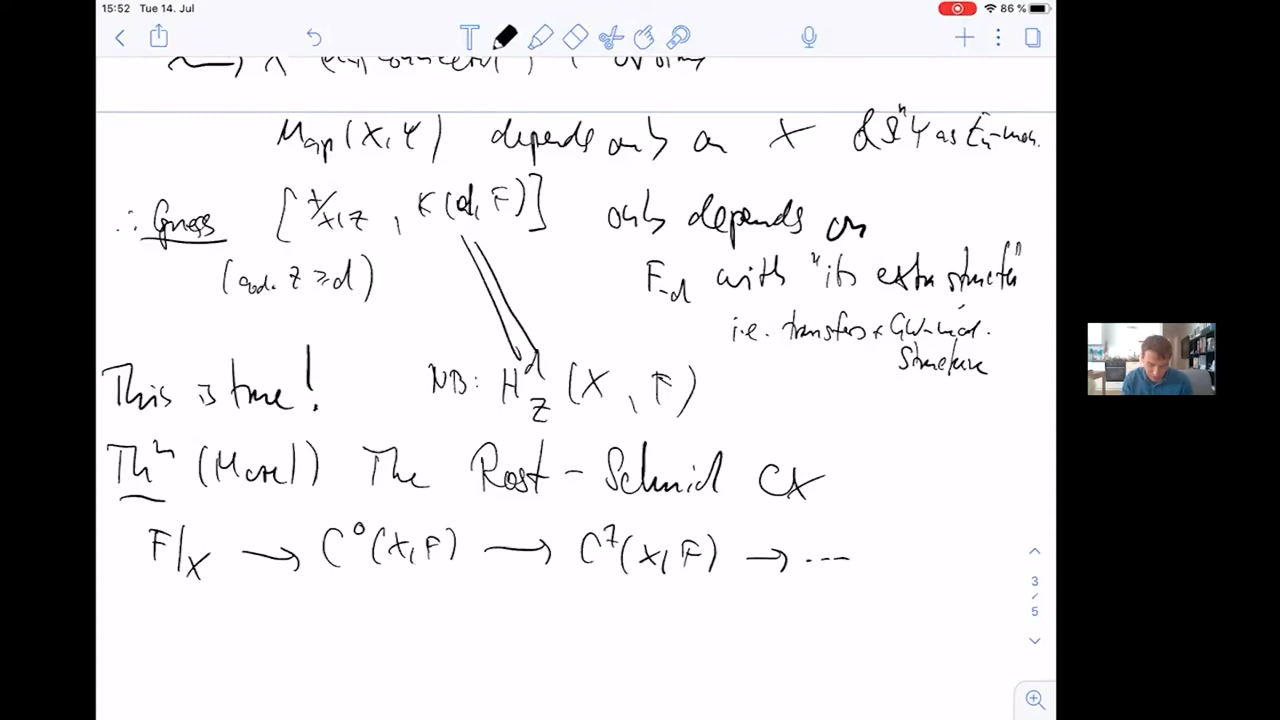 15:52 Tue 14. Jul
86 %
Map (X, Y) depends only on X & Ω^n Y as E_n-mon.
∴ Guess [X/X\Z, K(d, F)] only depends on
(cod. Z ≥ d) F_-d with "its extra structure"
i.e. transfers + GW-mod. structure
This is true! NB: H^d_Z (X, F)
Th^m (Morel) The Rost-Schmid cx
F|_X → C^0(X, F) → C^1(X, F) → ...
3 / 5